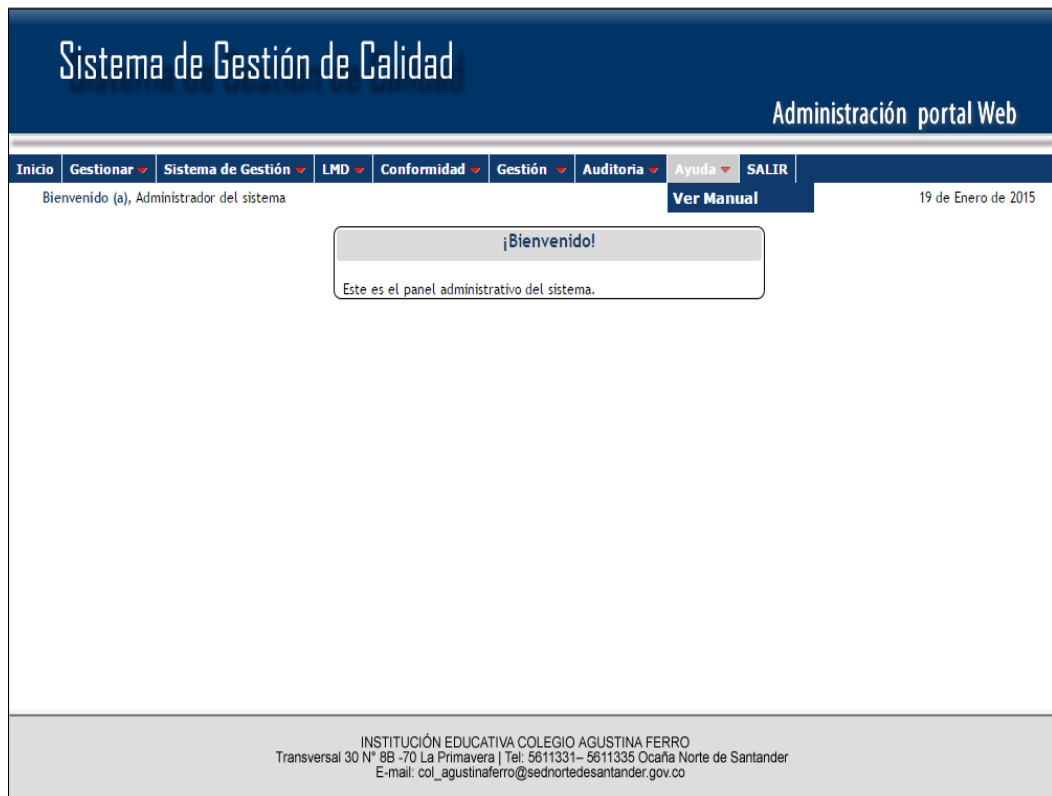 Sistema de Gestión de Calidad
Administración portal Web
Inicio Gestionar Sistema de Gestión LMD Conformidad Gestión Auditoria Ayuda SALIR
Bienvenido (a), Administrador del sistema Ver Manual 19 de Enero de 2015
¡Bienvenido!
Este es el panel administrativo del sistema.
INSTITUCIÓN EDUCATIVA COLEGIO AGUSTINA FERRO
Transversal 30 N° 8B -70 La Primavera | Tel: 5611331– 5611335 Ocaña Norte de Santander
E-mail: col_agustinaferro@sednortedesantander.gov.co